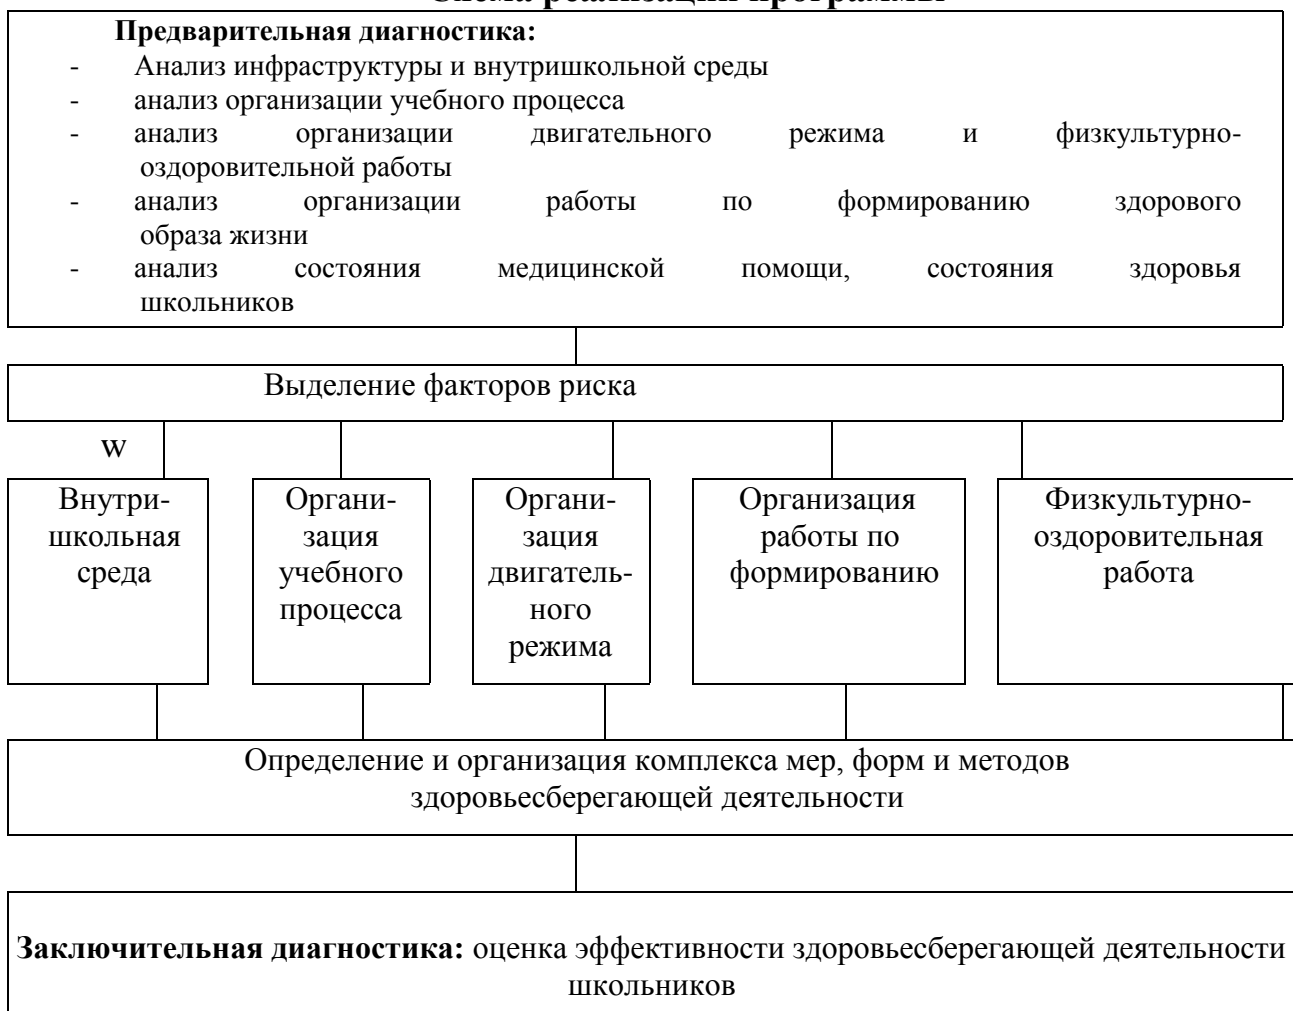 Схема реализации программы
Предварительная диагностика:
- Анализ инфраструктуры и внутришкольной среды
- анализ организации учебного процесса
- анализ организации двигательного режима и физкультурно-
оздоровительной работы
- анализ организации работы по формированию здорового
образа жизни
- анализ состояния медицинской помощи, состояния здоровья
школьников
Выделение факторов риска
w
Внутри-
школьная
среда
Органи-
зация
учебного
процесса
Органи-
зация
двигатель-
ного
режима
Организация
работы по
формированию
Физкультурно-
оздоровительная
работа
Определение и организация комплекса мер, форм и методов
здоровьесберегающей деятельности
Заключительная диагностика: оценка эффективности здоровьесберегающей деятельности
школьников